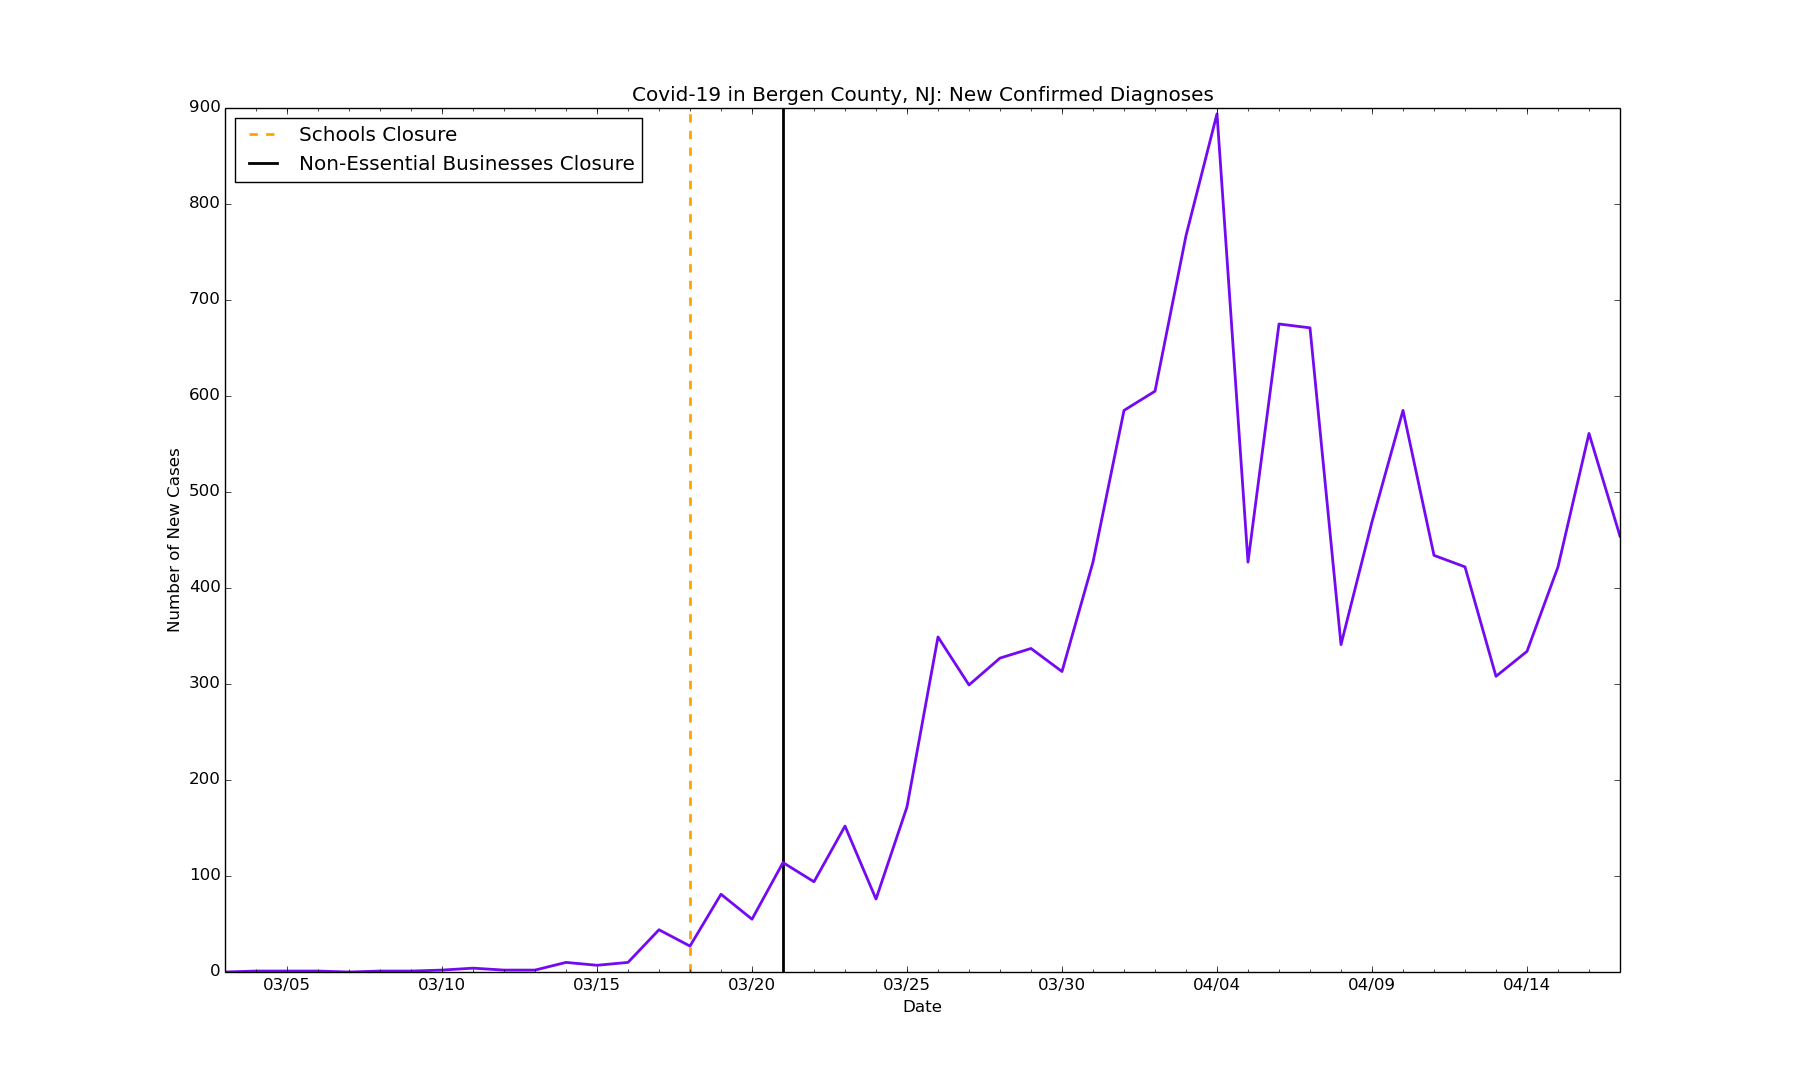 Covid-19 in Bergen County, NJ: New Confirmed Diagnoses
Schools Closure
Non-Essential Businesses Closure
Number of New Cases
900
800
700
600
500
400
300
200
100
0
03/05 03/10 03/15 03/20 03/25 03/30 04/04 04/09 04/14
Date